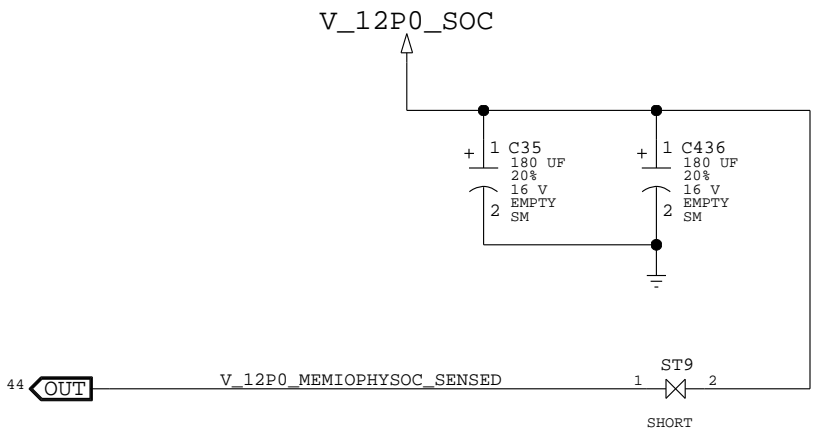 V_12P0_SOC
+ 1 C35
180 UF
20%
16 V
EMPTY
2 SM
+ 1 C436
180 UF
20%
16 V
EMPTY
2 SM
ST9
44 OUT V_12P0_MEMIOPHYSOC_SENSED 1 2
SHORT